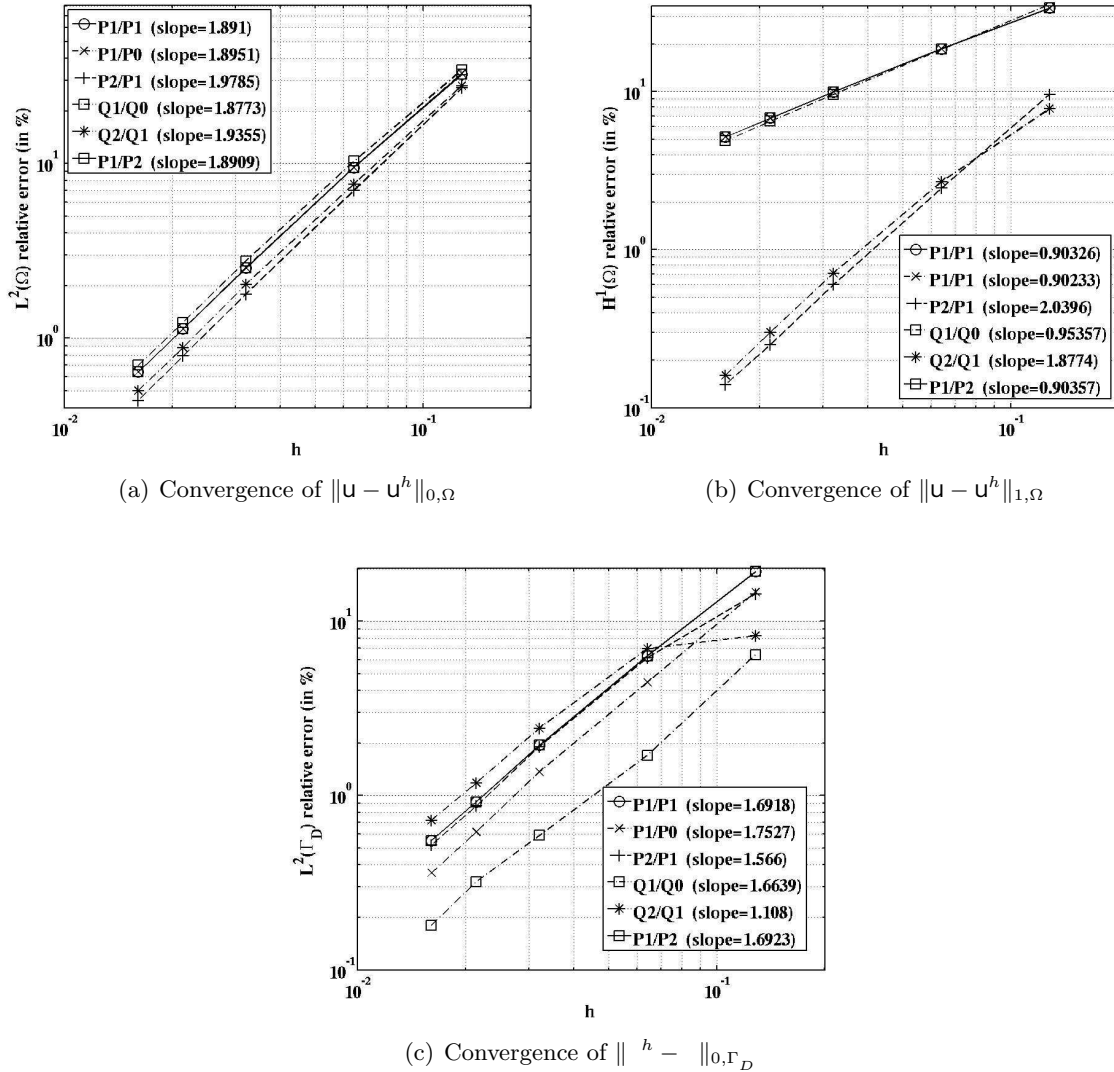 P1/P1 (slope=1.891)
P1/P0 (slope=1.8951)
P2/P1 (slope=1.9785)
Q1/Q0 (slope=1.8773)
Q2/Q1 (slope=1.9355)
P1/P2 (slope=1.8909)
10^1
10^0
L^2(Ω) relative error (in %)
10^-2
10^-1
h
(a) Convergence of ‖u − u^h‖_{0,Ω}
10^1
10^0
10^-1
H^1(Ω) relative error (in %)
P1/P1 (slope=0.90326)
P1/P1 (slope=0.90233)
P2/P1 (slope=2.0396)
Q1/Q0 (slope=0.95357)
Q2/Q1 (slope=1.8774)
P1/P2 (slope=0.90357)
10^-2
10^-1
h
(b) Convergence of ‖u − u^h‖_{1,Ω}
10^1
10^0
10^-1
L^2(Γ_D) relative error (in %)
P1/P1 (slope=1.6918)
P1/P0 (slope=1.7527)
P2/P1 (slope=1.566)
Q1/Q0 (slope=1.6639)
Q2/Q1 (slope=1.108)
P1/P2 (slope=1.6923)
10^-2
10^-1
h
(c) Convergence of ‖ ^h − ‖_{0,Γ_D}